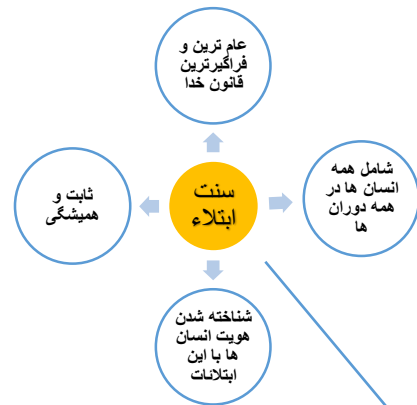 عام ترین و
فراگیرترین
قانون خدا
شامل همه
انسان ها در
همه دوران
ها
سنت
ابتلاء
ثابت و
همیشگی
شناخته شدن
هویت انسان
ها با این
ابتلانات